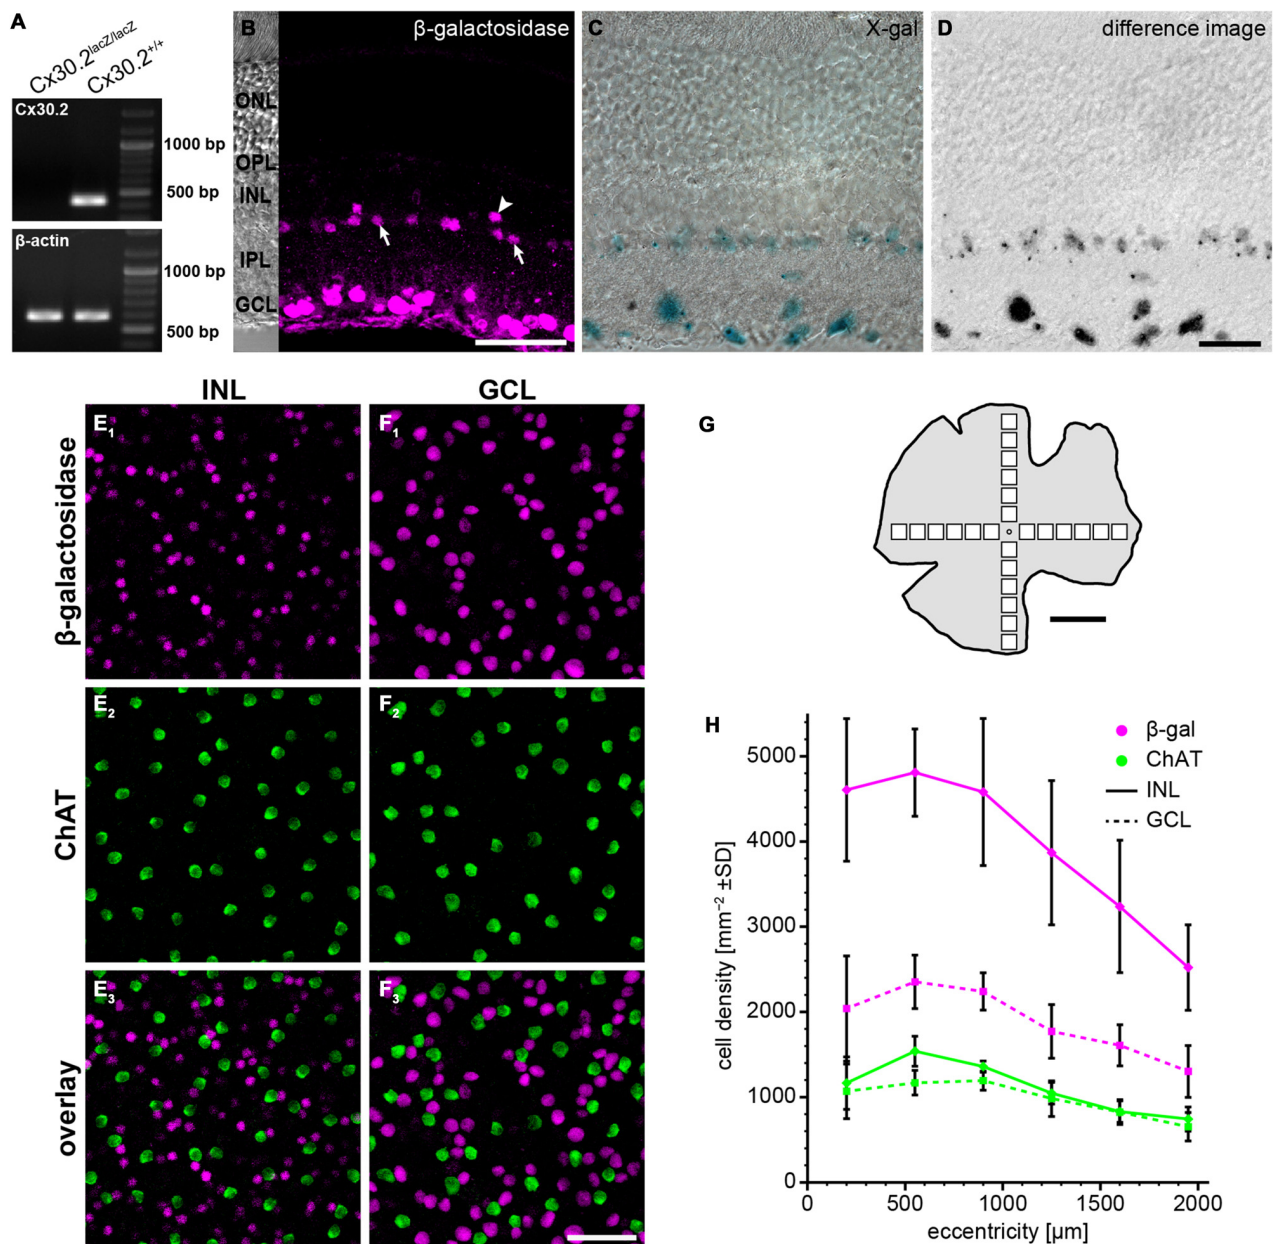 A
Cx30.2lacZ/lacZ
Cx30.2+/+
Cx30.2
1000 bp
500 bp
β-actin
1000 bp
500 bp
B
β-galactosidase
ONL
OPL
INL
IPL
GCL
C
X-gal
D
difference image
INL
GCL
β-galactosidase
E1
F1
ChAT
E2
F2
overlay
E3
F3
G
H
β-gal
ChAT
INL
GCL
cell density [mm−2 ±SD]
5000
4000
3000
2000
1000
0
0
500
1000
1500
2000
eccentricity [µm]